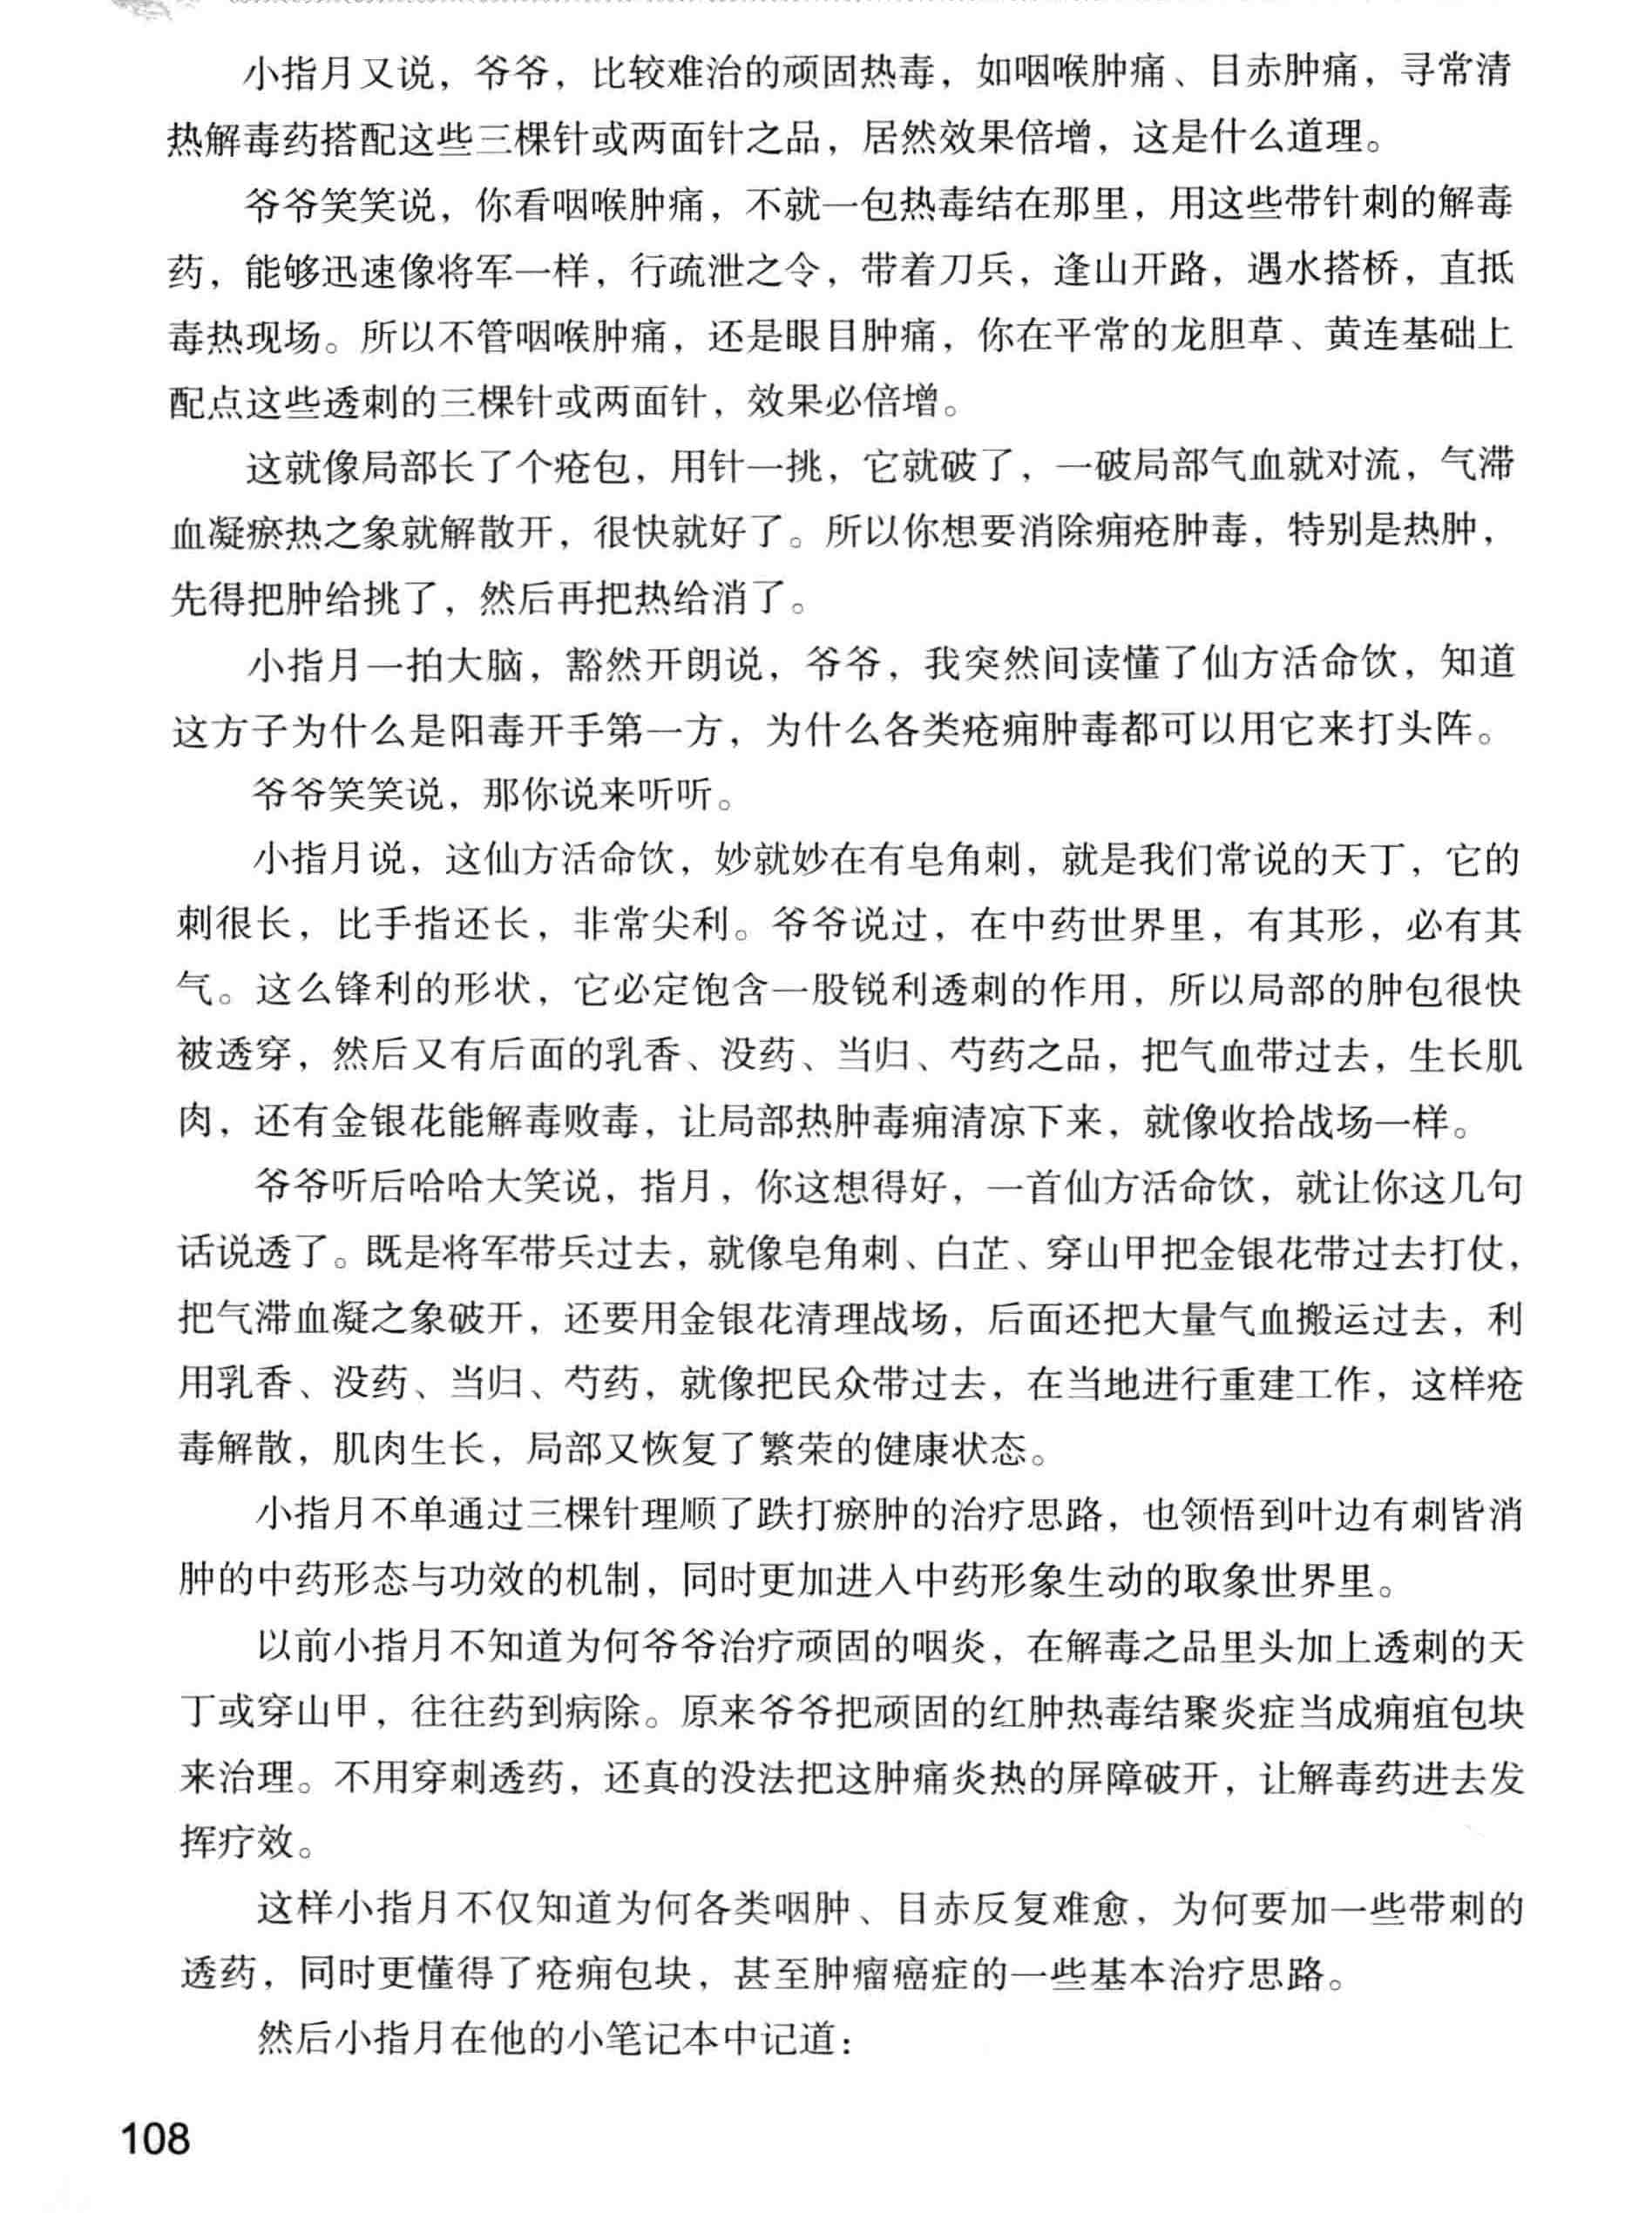 小指月又说，爷爷，比较难治的顽固热毒，如咽喉肿痛、目赤肿痛，寻常清
热解毒药搭配这些三棵针或两面针之品，居然效果倍增，这是什么道理。
爷爷笑笑说，你看咽喉肿痛，不就一包热毒结在那里，用这些带针刺的解毒
药，能够迅速像将军一样，行疏泄之令，带着刀兵，逢山开路，遇水搭桥，直抵
毒热现场。所以不管咽喉肿痛，还是眼目肿痛，你在平常的龙胆草、黄连基础上
配点这些透刺的三棵针或两面针，效果必倍增。
这就像局部长了个疮包，用针一挑，它就破了，一破局部气血就对流，气滞
血凝瘀热之象就解散开，很快就好了。所以你想要消除痈疮肿毒，特别是热肿，
先得把肿给挑了，然后再把热给消了。
小指月一拍大脑，豁然开朗说，爷爷，我突然间读懂了仙方活命饮，知道
这方子为什么是阳毒开手第一方，为什么各类疮痈肿毒都可以用它来打头阵。
爷爷笑笑说，那你说来听听。
小指月说，这仙方活命饮，妙就妙在有皂角刺，就是我们常说的天丁，它的
刺很长，比手指还长，非常尖利。爷爷说过，在中药世界里，有其形，必有其
气。这么锋利的形状，它必定饱含一股锐利透刺的作用，所以局部的肿包很快
被透穿，然后又有后面的乳香、没药、当归、芍药之品，把气血带过去，生长肌
肉，还有金银花能解毒败毒，让局部热肿毒痈清凉下来，就像收拾战场一样。
爷爷听后哈哈大笑说，指月，你这想得好，一首仙方活命饮，就让你这几句
话说透了。既是将军带兵过去，就像皂角刺、白芷、穿山甲把金银花带过去打仗，
把气滞血凝之象破开，还要用金银花清理战场，后面还把大量气血搬运过去，利
用乳香、没药、当归、芍药，就像把民众带过去，在当地进行重建工作，这样疮
毒解散，肌肉生长，局部又恢复了繁荣的健康状态。
小指月不单通过三棵针理顺了跌打瘀肿的治疗思路，也领悟到叶边有刺皆消
肿的中药形态与功效的机制，同时更加进入中药形象生动的取象世界里。
以前小指月不知道为何爷爷治疗顽固的咽炎，在解毒之品里头加上透刺的天
丁或穿山甲，往往药到病除。原来爷爷把顽固的红肿热毒结聚炎症当成痈疽包块
来治理。不用穿刺透药，还真的没法把这肿痛炎热的屏障破开，让解毒药进去发
挥疗效。
这样小指月不仅知道为何各类咽肿、目赤反复难愈，为何要加一些带刺的
透药，同时更懂得了疮痈包块，甚至肿瘤癌症的一些基本治疗思路。
然后小指月在他的小笔记本中记道：
108